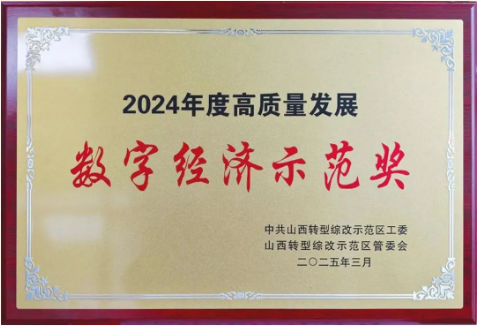 2024年度高质量发展
数字经济示范奖
中共山西转型综改示范区工委
山西转型综改示范区管委会
二〇二五年三月